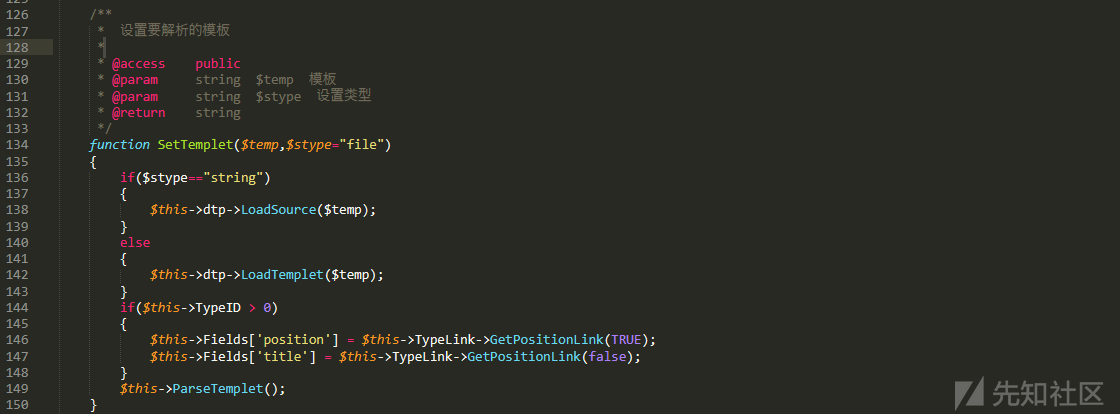 125
126 /**
127 * 设置要解析的模板
128 *
129 * @access public
130 * @param string $temp 模板
131 * @param string $stype 设置类型
132 * @return string
133 */
134 function SetTemplet($temp,$stype="file")
135 {
136 if($stype=="string")
137 {
138 $this->dtp->LoadSource($temp);
139 }
140 else
141 {
142 $this->dtp->LoadTemplet($temp);
143 }
144 if($this->TypeID > 0)
145 {
146 $this->Fields['position'] = $this->TypeLink->GetPositionLink(TRUE);
147 $this->Fields['title'] = $this->TypeLink->GetPositionLink(false);
148 }
149 $this->ParseTemplet();
150 }
先知社区